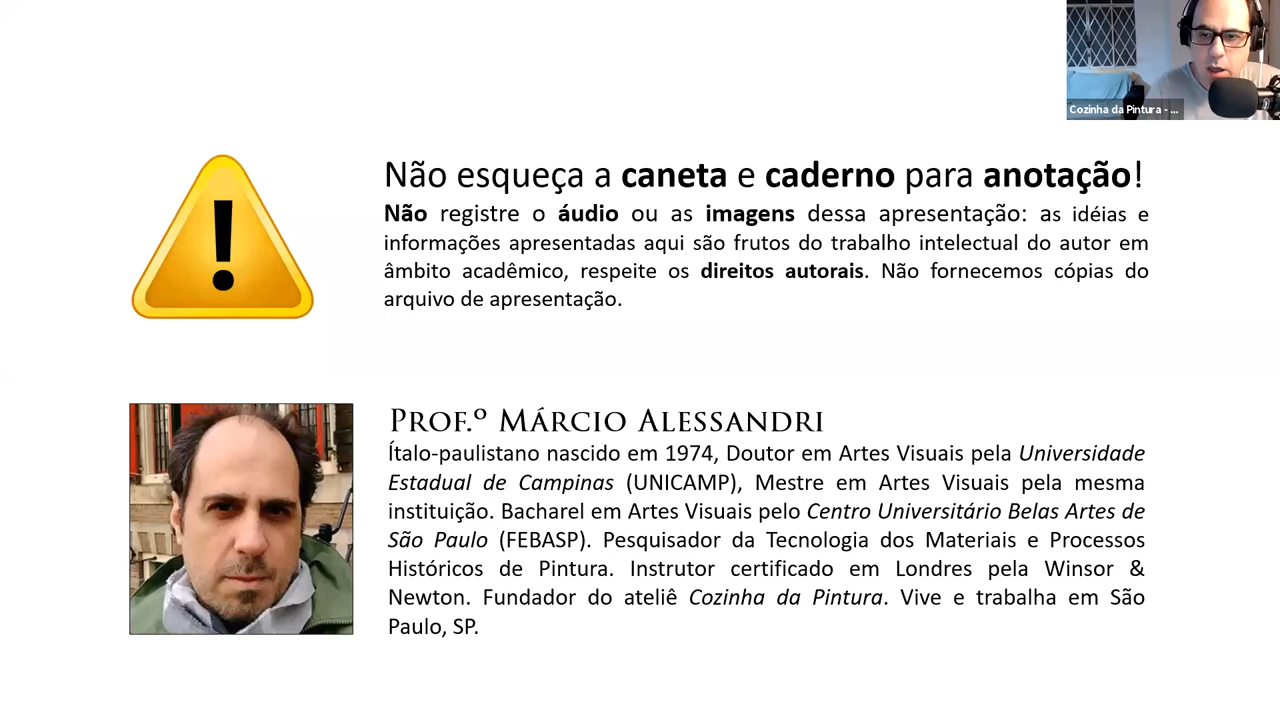 Cozinha da Pintura - ...
Não esqueça a caneta e caderno para anotação!
Não registre o áudio ou as imagens dessa apresentação: as idéias e
informações apresentadas aqui são frutos do trabalho intelectual do autor em
âmbito acadêmico, respeite os direitos autorais. Não fornecemos cópias do
arquivo de apresentação.
Prof.º Márcio Alessandri
Ítalo-paulistano nascido em 1974, Doutor em Artes Visuais pela Universidade
Estadual de Campinas (UNICAMP), Mestre em Artes Visuais pela mesma
instituição. Bacharel em Artes Visuais pelo Centro Universitário Belas Artes de
São Paulo (FEBASP). Pesquisador da Tecnologia dos Materiais e Processos
Históricos de Pintura. Instrutor certificado em Londres pela Winsor &
Newton. Fundador do ateliê Cozinha da Pintura. Vive e trabalha em São
Paulo, SP.